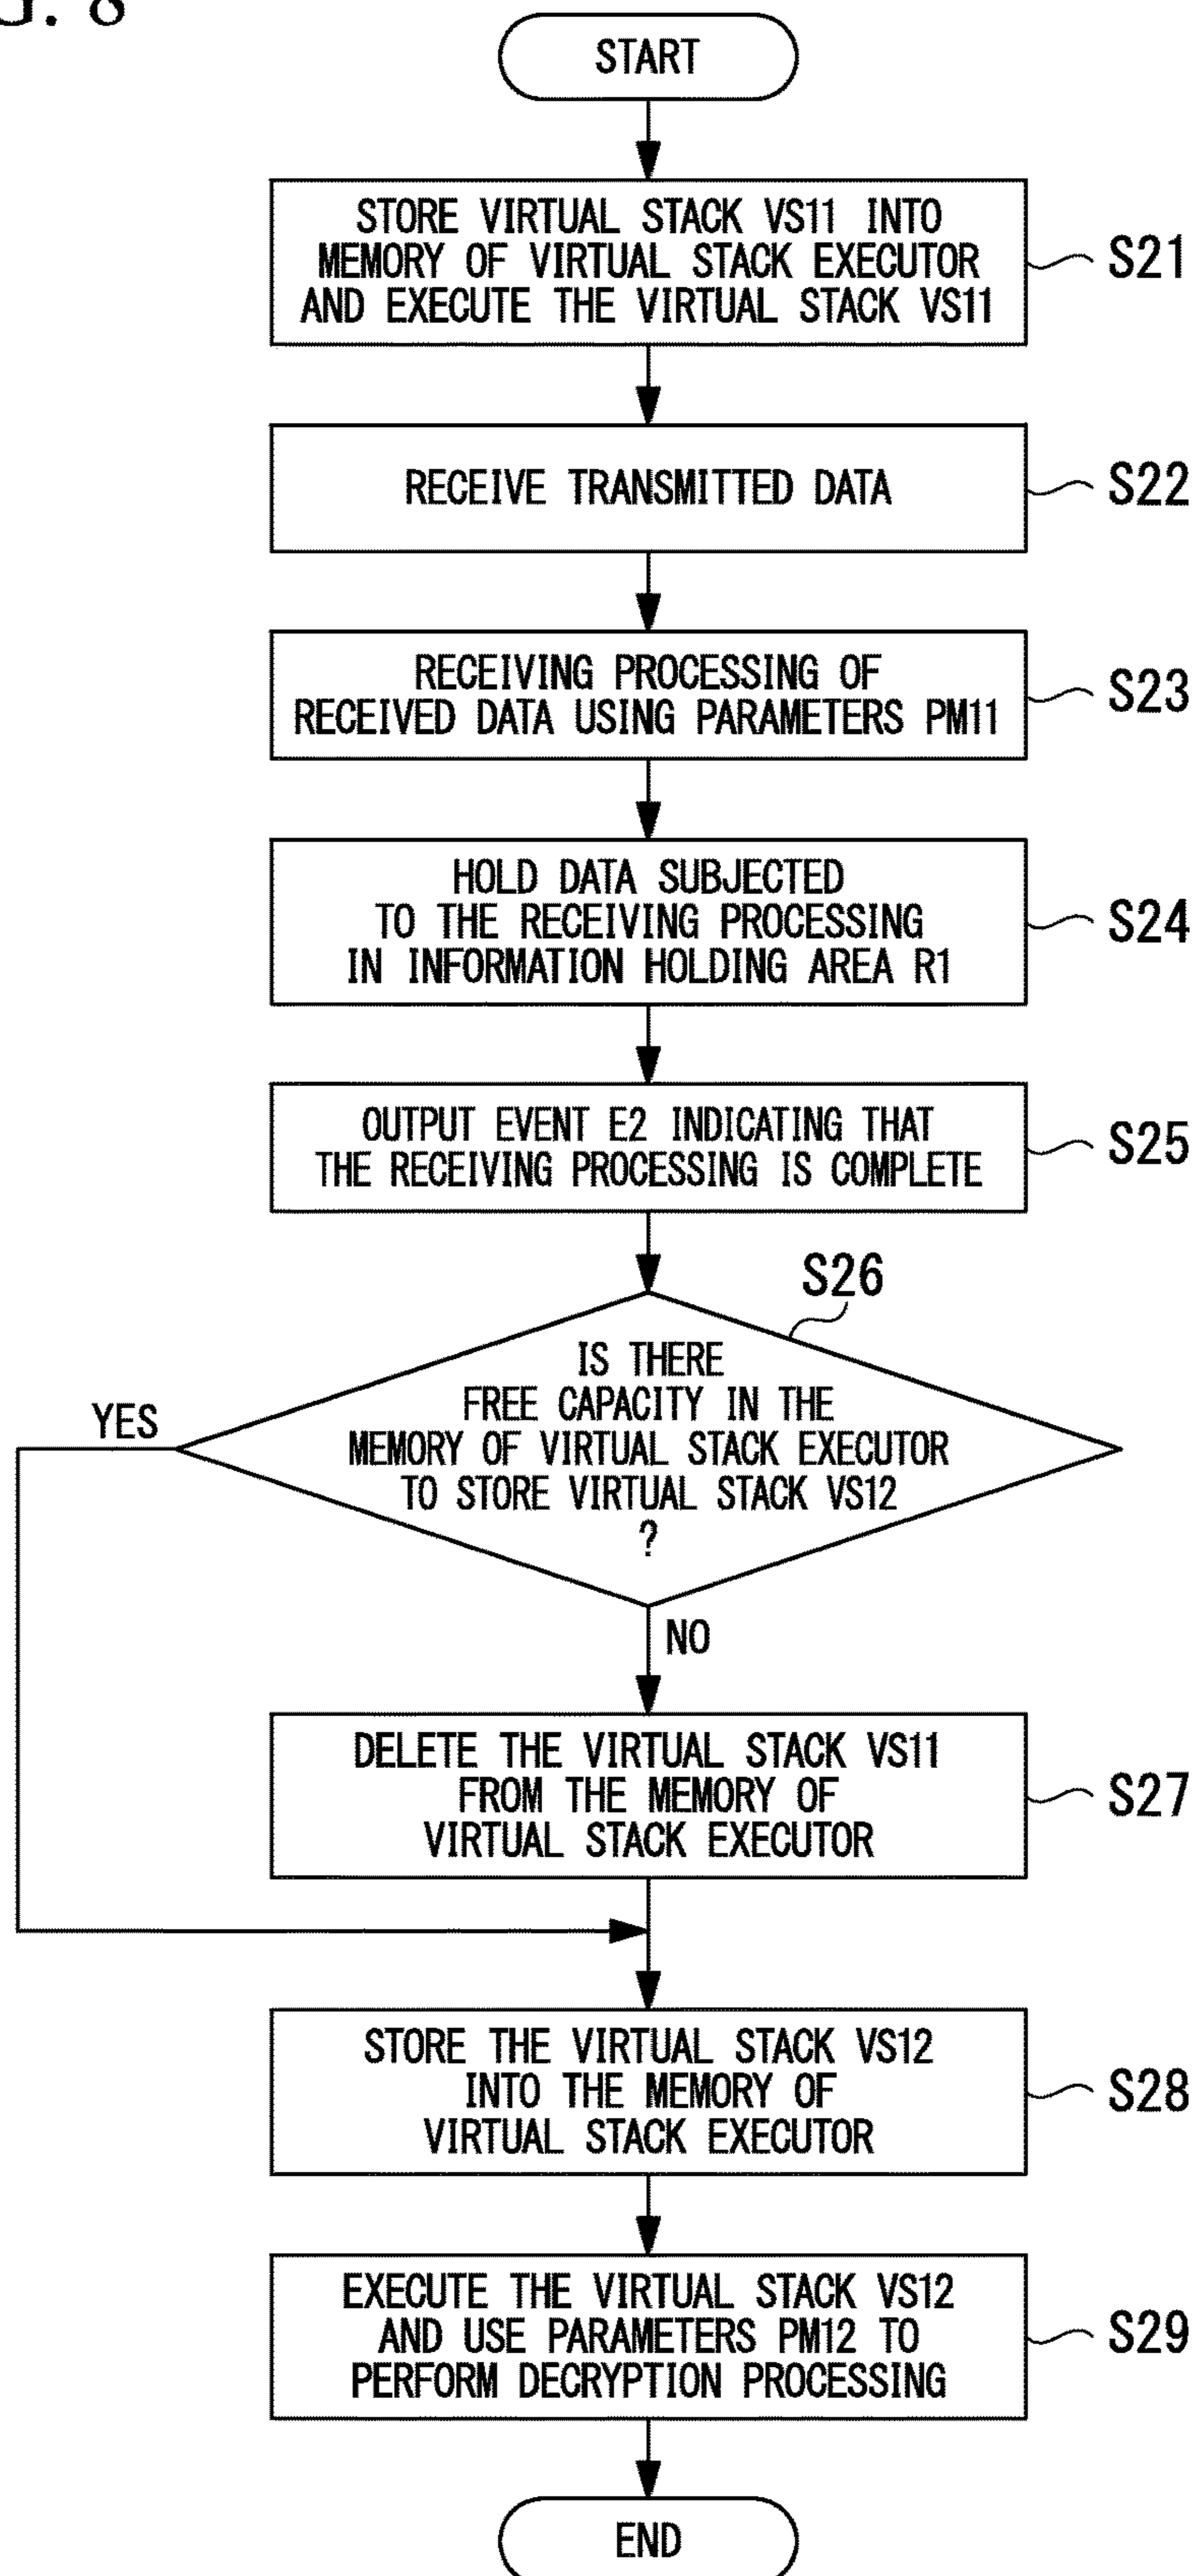 G. 8
START
STORE VIRTUAL STACK VS11 INTO
MEMORY OF VIRTUAL STACK EXECUTOR
AND EXECUTE THE VIRTUAL STACK VS11
S21
RECEIVE TRANSMITTED DATA
S22
RECEIVING PROCESSING OF
RECEIVED DATA USING PARAMETERS PM11
S23
HOLD DATA SUBJECTED
TO THE RECEIVING PROCESSING
IN INFORMATION HOLDING AREA R1
S24
OUTPUT EVENT E2 INDICATING THAT
THE RECEIVING PROCESSING IS COMPLETE
S25
S26
IS THERE
FREE CAPACITY IN THE
MEMORY OF VIRTUAL STACK EXECUTOR
TO STORE VIRTUAL STACK VS12
?
YES
NO
DELETE THE VIRTUAL STACK VS11
FROM THE MEMORY OF
VIRTUAL STACK EXECUTOR
S27
STORE THE VIRTUAL STACK VS12
INTO THE MEMORY OF
VIRTUAL STACK EXECUTOR
S28
EXECUTE THE VIRTUAL STACK VS12
AND USE PARAMETERS PM12 TO
PERFORM DECRYPTION PROCESSING
S29
END